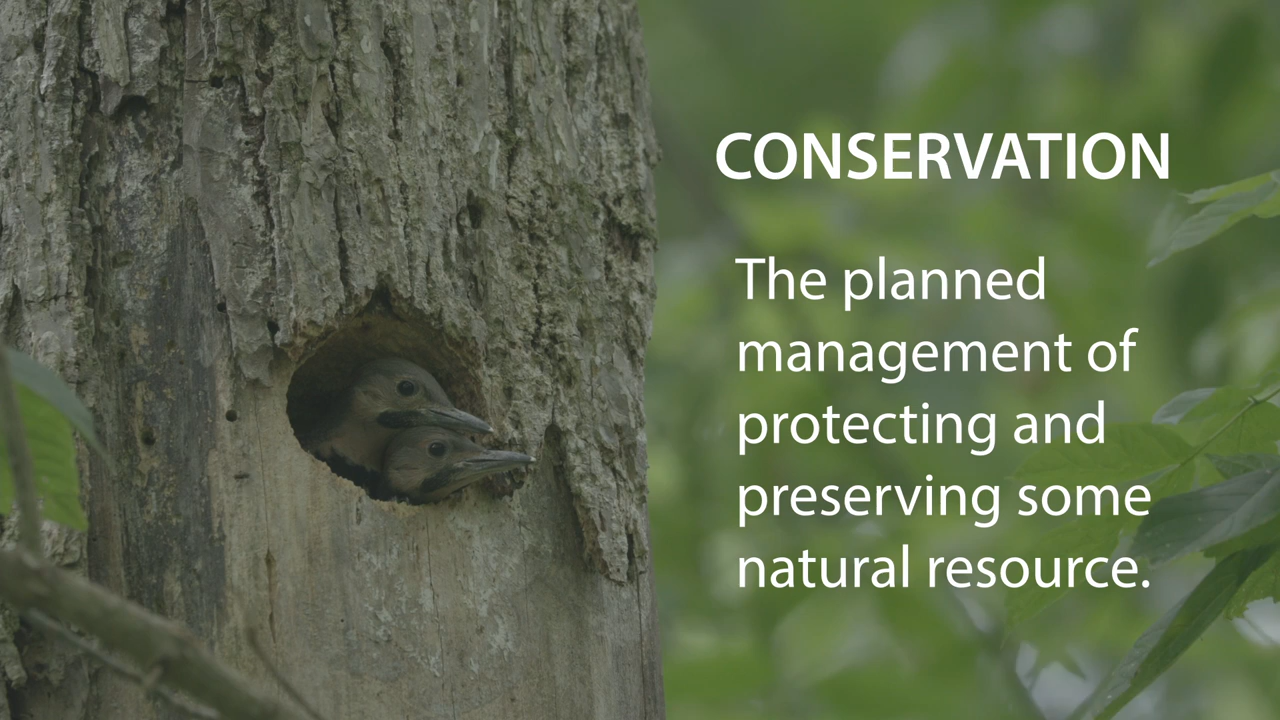 CONSERVATION
The planned
management of
protecting and
preserving some
natural resource.